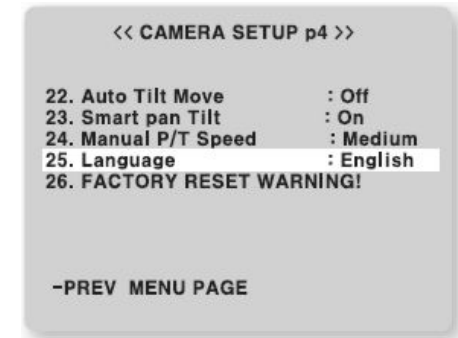 << CAMERA SETUP p4 >>
22. Auto Tilt Move : Off
23. Smart pan Tilt : On
24. Manual P/T Speed : Medium
25. Language : English
26. FACTORY RESET WARNING!
-PREV MENU PAGE